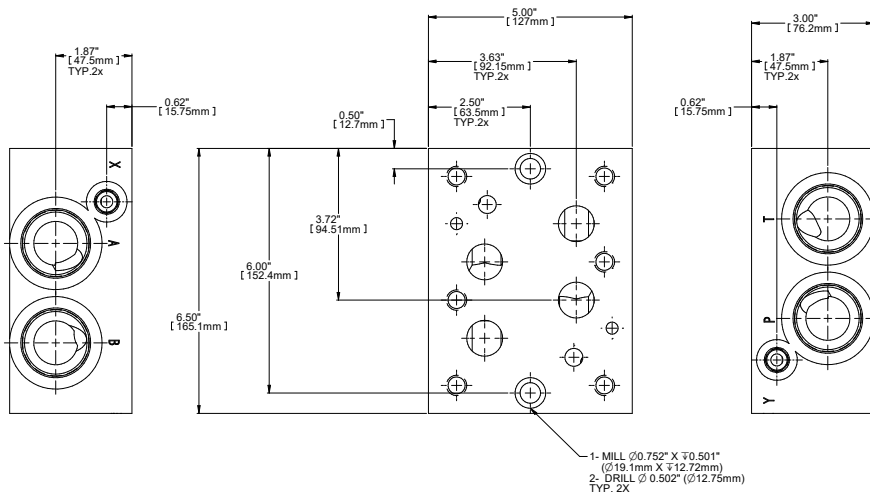 5.00"
[ 127mm ]
3.63"
[ 92.15mm ]
TYP.2x
2.50"
[ 63.5mm ]
TYP.2x
0.50"
[ 12.7mm ]
1.87"
[ 47.5mm ]
TYP.2x
0.62"
[ 15.75mm ]
3.00"
[ 76.2mm ]
1.87"
[ 47.5mm ]
TYP.2x
0.62"
[ 15.75mm ]
X
A
B
6.50"
[ 165.1mm ]
6.00"
[ 152.4mm ]
3.72"
[ 94.51mm ]
T
P
Y
1- MILL Ø0.752" X ↧0.501"
(Ø19.1mm X ↧12.72mm)
2- DRILL Ø 0.502" (Ø12.75mm)
TYP. 2X